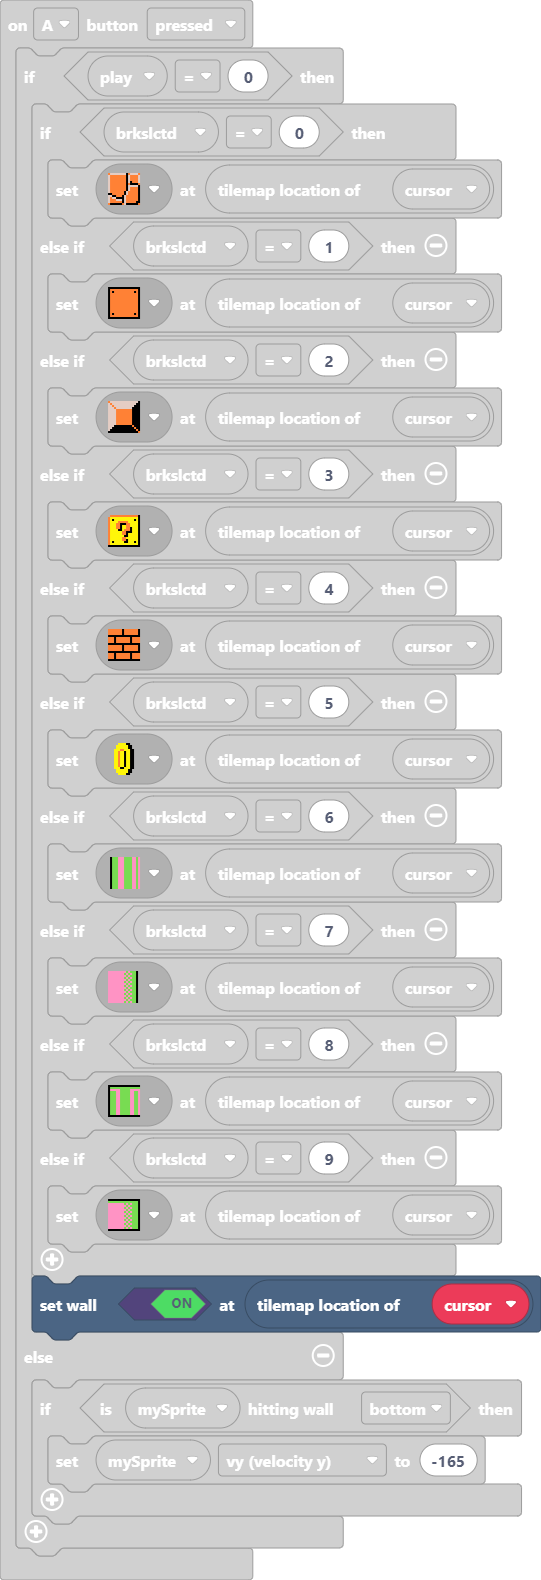 on A button pressed
if play = 0 then
if brkslctd = 0 then
set at tilemap location of cursor
else if brkslctd = 1 then
set at tilemap location of cursor
else if brkslctd = 2 then
set at tilemap location of cursor
else if brkslctd = 3 then
set ? at tilemap location of cursor
else if brkslctd = 4 then
set at tilemap location of cursor
else if brkslctd = 5 then
set at tilemap location of cursor
else if brkslctd = 6 then
set at tilemap location of cursor
else if brkslctd = 7 then
set at tilemap location of cursor
else if brkslctd = 8 then
set at tilemap location of cursor
else if brkslctd = 9 then
set at tilemap location of cursor
set wall ON at tilemap location of cursor
else
if is mySprite hitting wall bottom then
set mySprite vy (velocity y) to -165